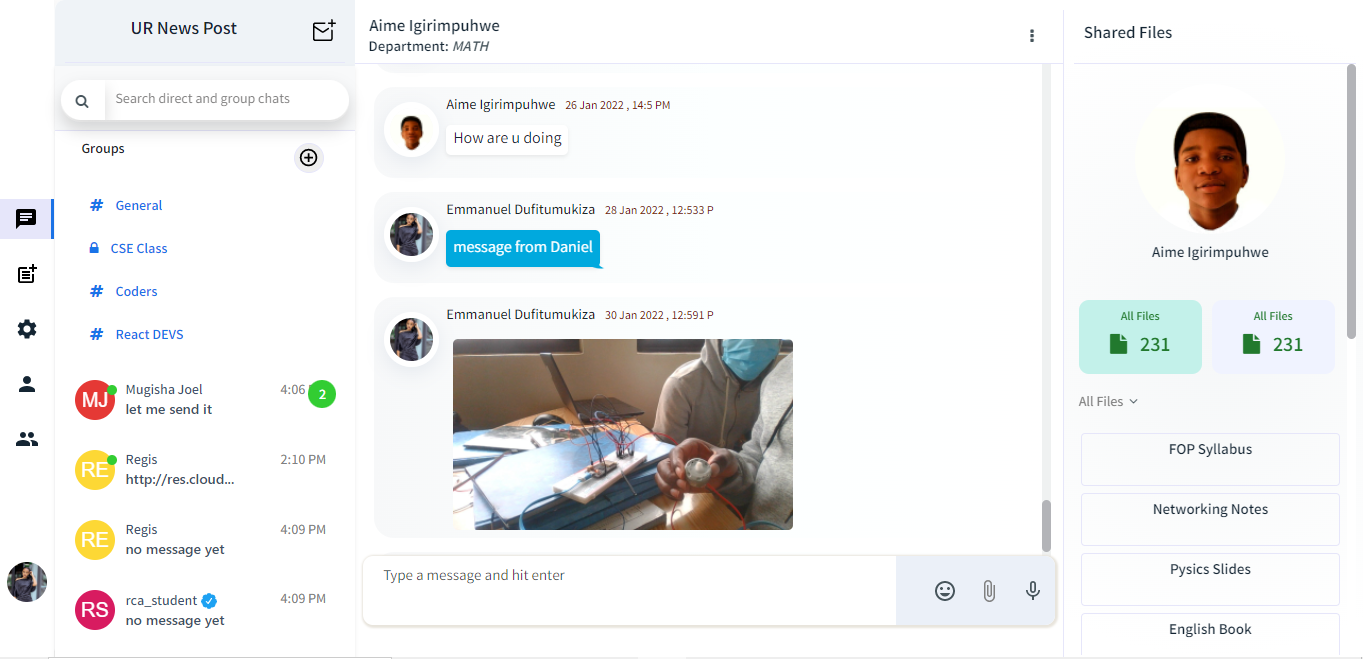 UR News Post
Search direct and group chats
Groups
# General
CSE Class
# Coders
# React DEVS
MJ
Mugisha Joel
4:06
2
let me send it
RE
Regis
2:10 PM
http://res.cloud...
RE
Regis
4:09 PM
no message yet
RS
rca_student
4:09 PM
no message yet
Aime Igirimpuhwe
Department: MATH
Aime Igirimpuhwe 26 Jan 2022 , 14:5 PM
How are u doing
Emmanuel Dufitumukiza 28 Jan 2022 , 12:533 P
message from Daniel
Emmanuel Dufitumukiza 30 Jan 2022 , 12:591 P
Type a message and hit enter
Shared Files
Aime Igirimpuhwe
All Files
231
All Files
231
All Files
FOP Syllabus
Networking Notes
Pysics Slides
English Book